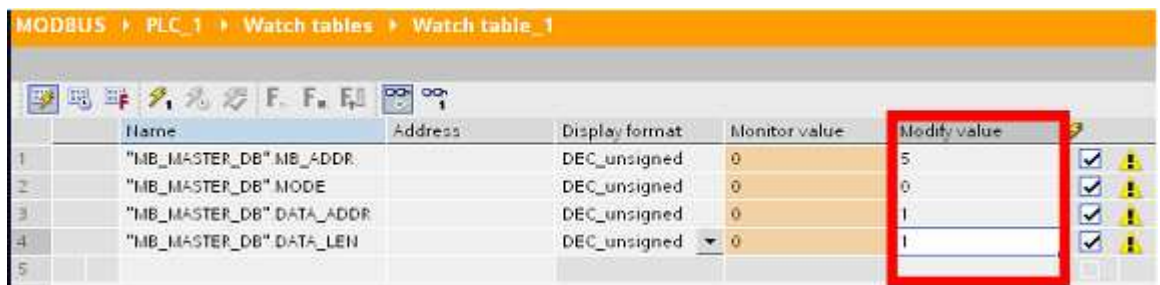 MODBUS ▸ PLC_1 ▸ Watch tables ▸ Watch table_1
Name Address Display format Monitor value Modify value
1 "MB_MASTER_DB".MB_ADDR DEC_unsigned 0 5
2 "MB_MASTER_DB".MODE DEC_unsigned 0 0
3 "MB_MASTER_DB".DATA_ADDR DEC_unsigned 0 1
4 "MB_MASTER_DB".DATA_LEN DEC_unsigned 0 1
5